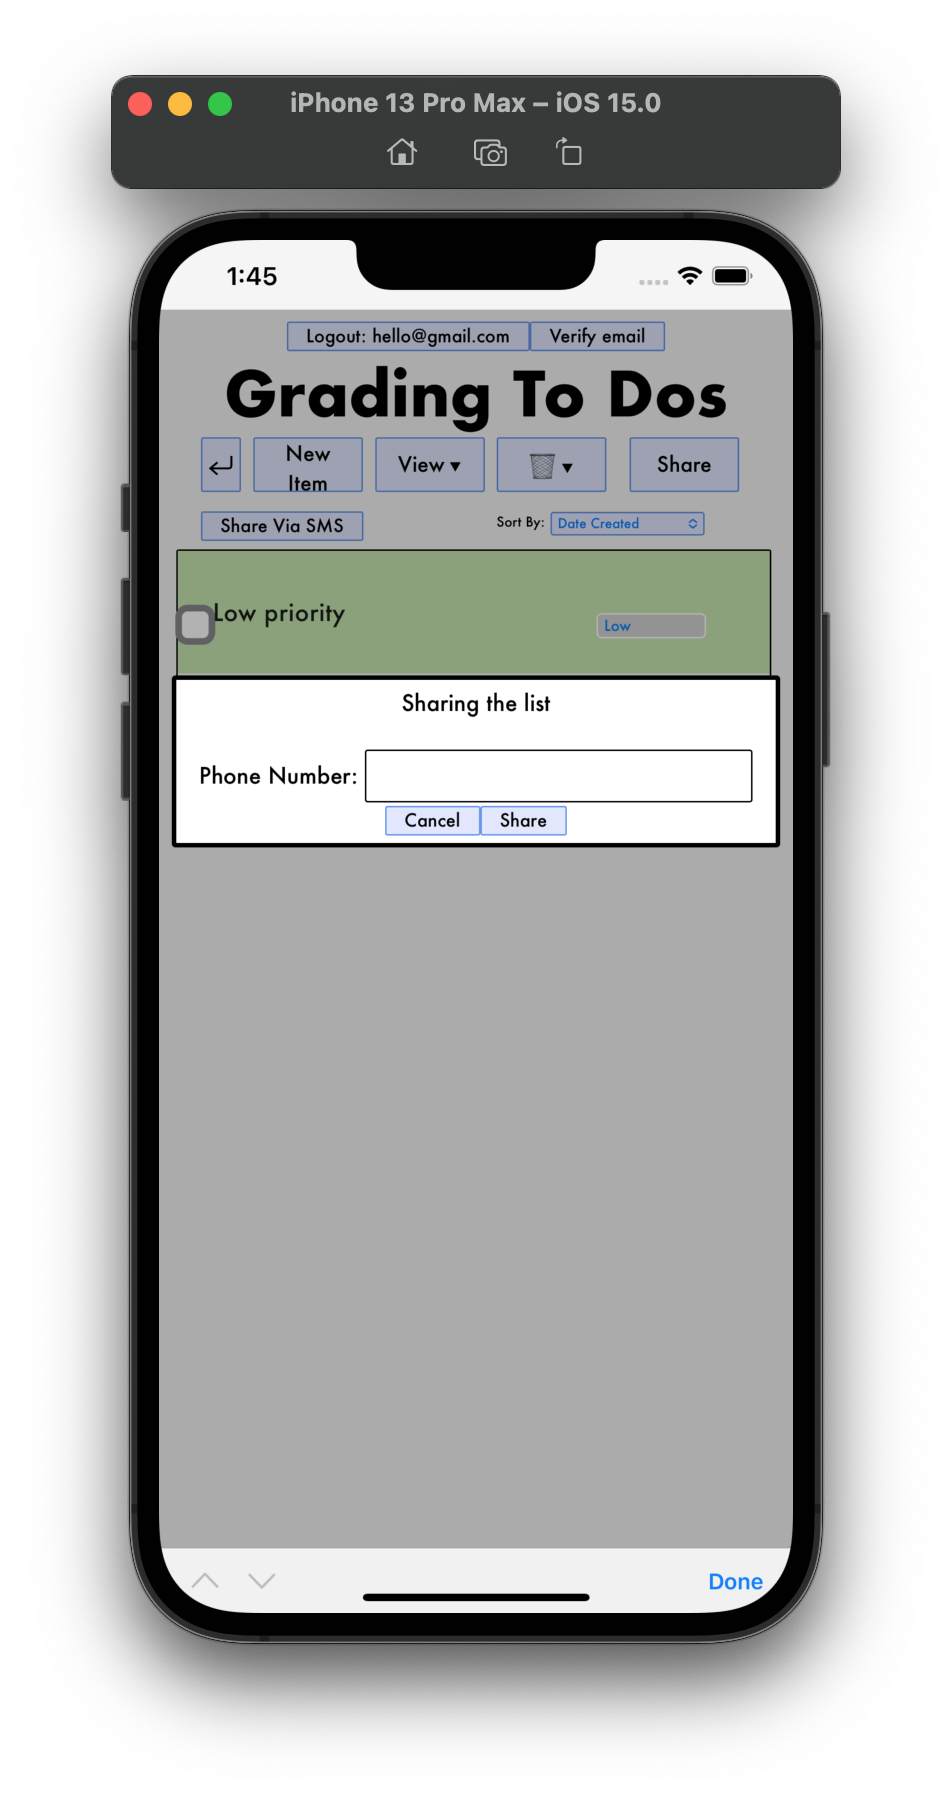 iPhone 13 Pro Max – iOS 15.0
1:45
Logout: hello@gmail.com Verify email
Grading To Dos
New Item View ▾ ▾ Share
Share Via SMS Sort By: Date Created
Low priority Low
Sharing the list
Phone Number:
Cancel Share
Done